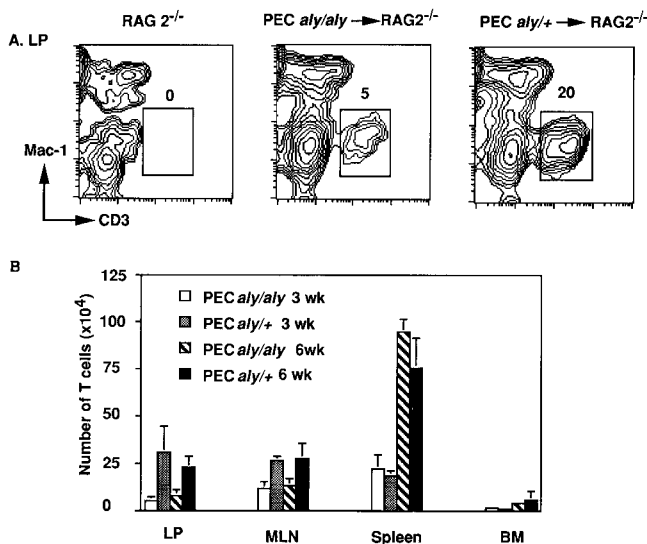 RAG 2-/-
PEC aly/aly → RAG2-/-
PEC aly/+ → RAG2-/-
A. LP
0
5
20
Mac-1
CD3
B
Number of T cells (x10⁴)
125
100
75
50
25
0
PEC aly/aly 3 wk
PEC aly/+ 3 wk
PEC aly/aly 6wk
PEC aly/+ 6 wk
LP
MLN
Spleen
BM